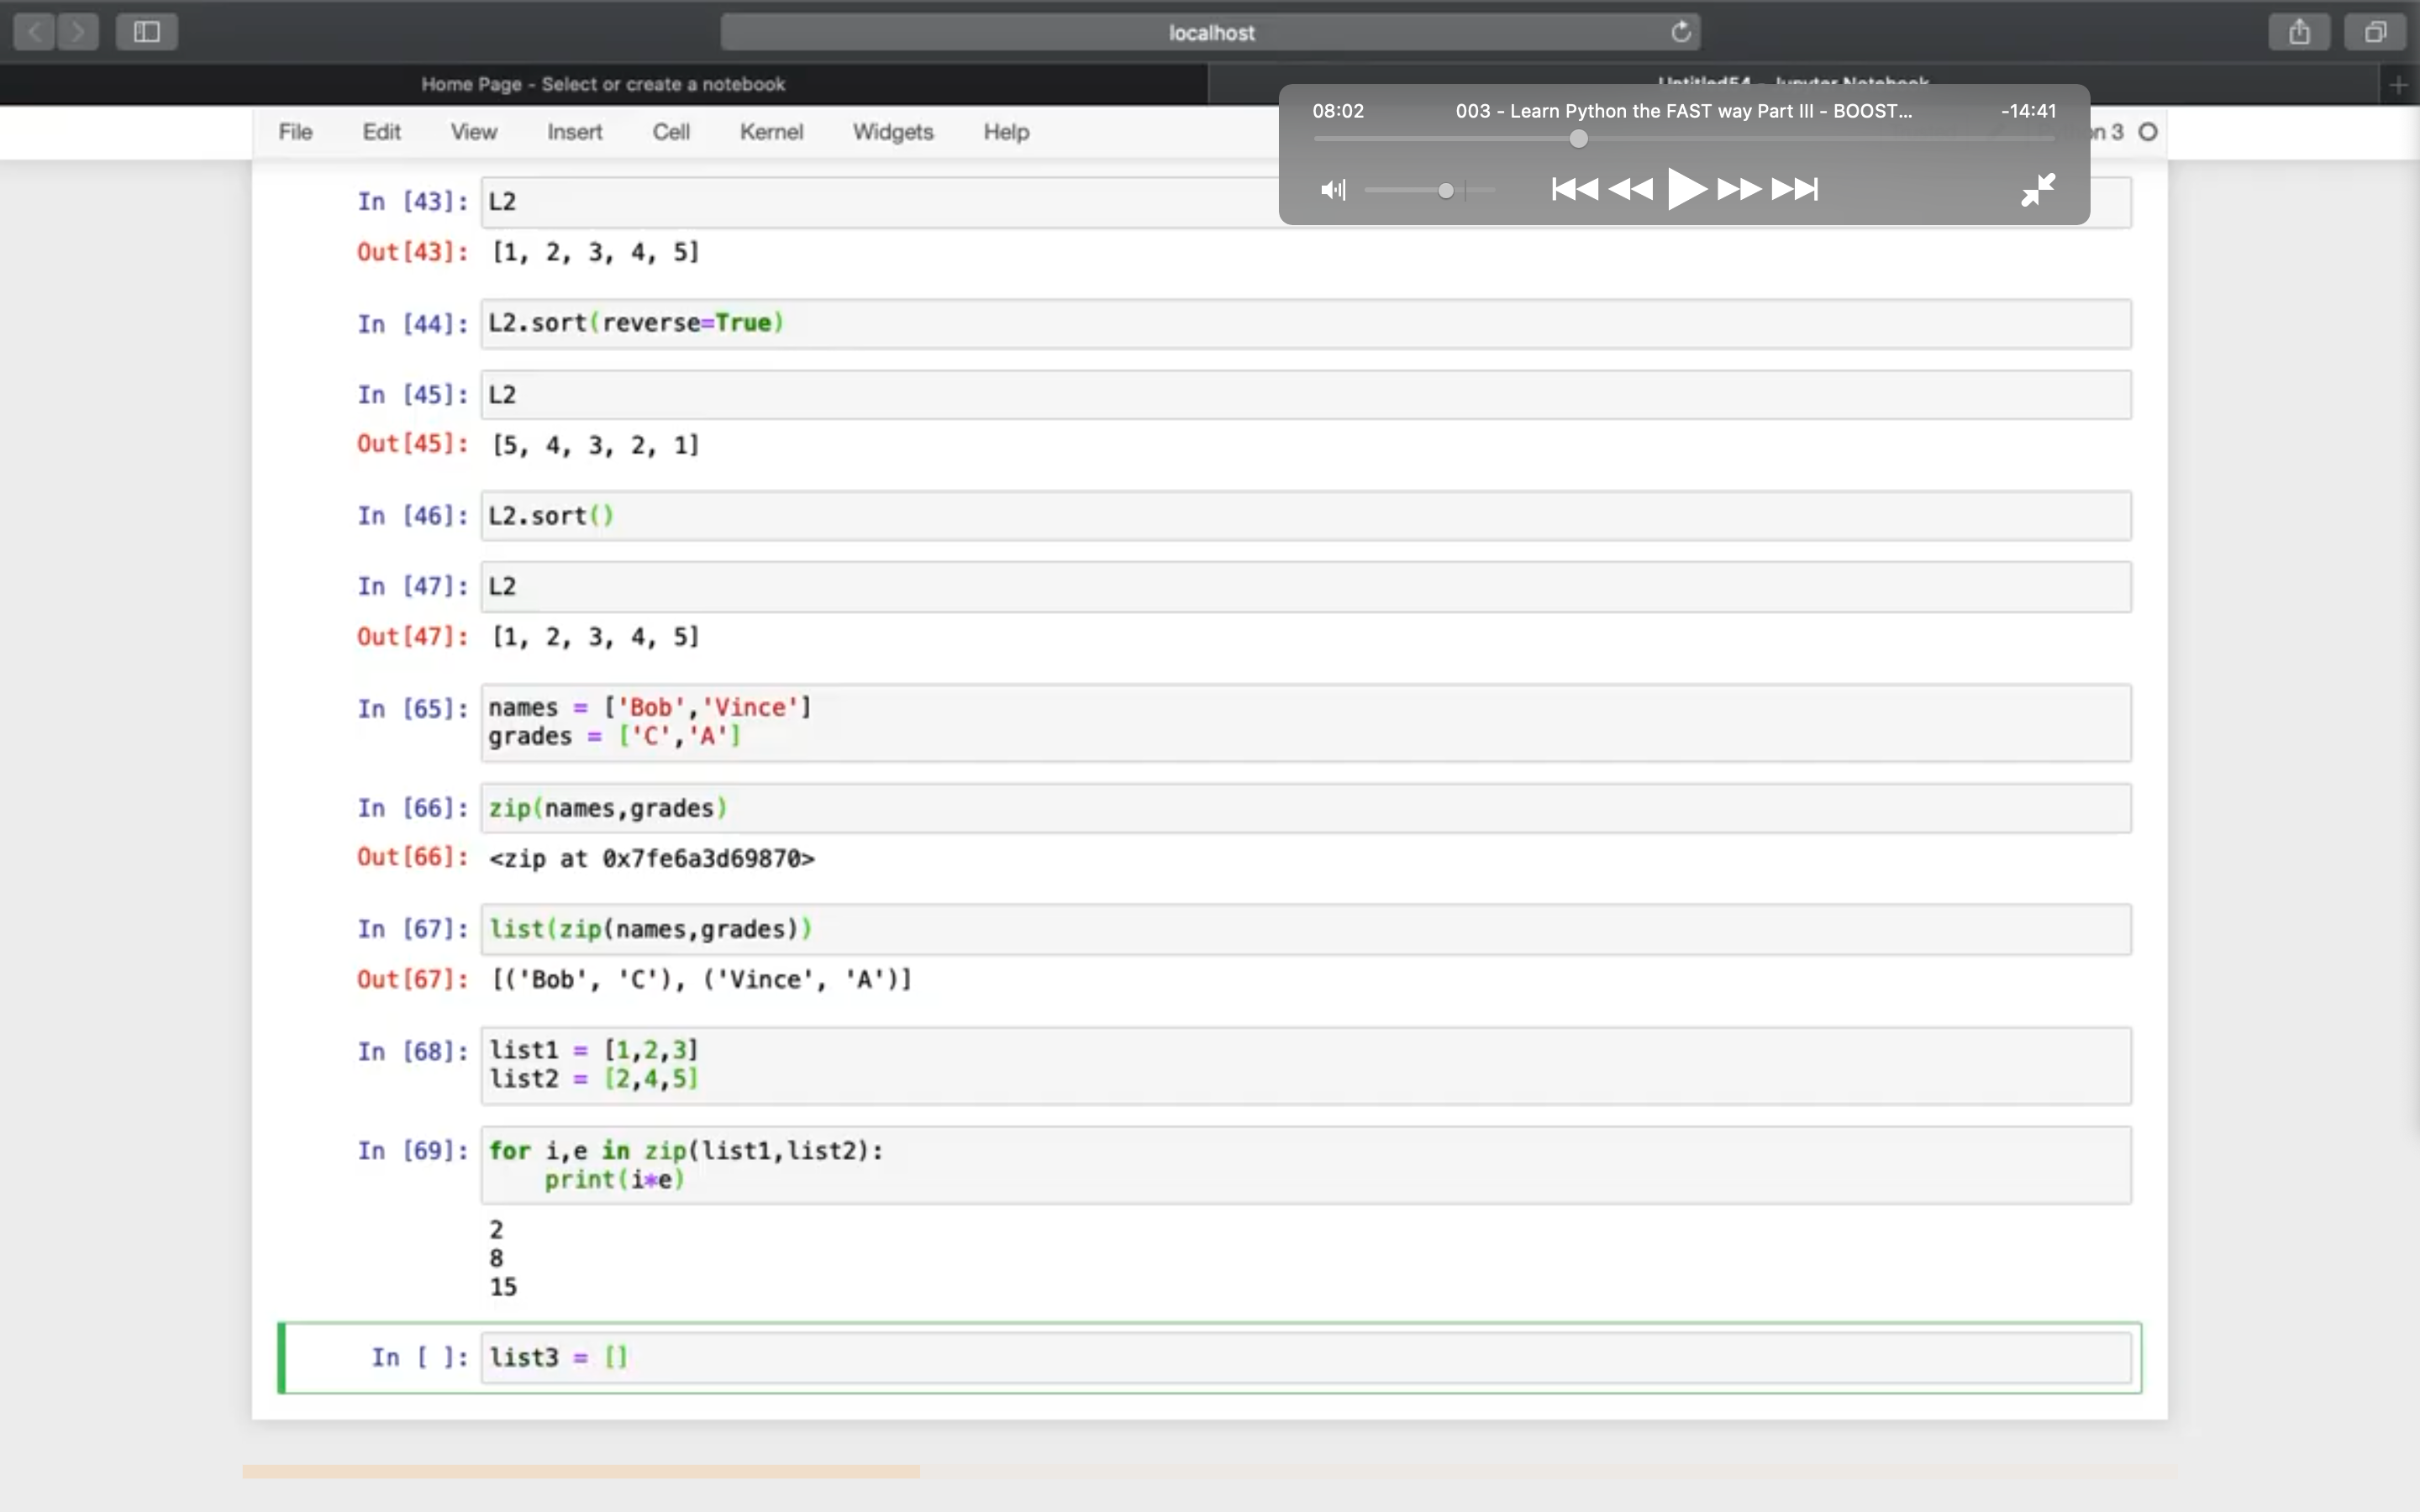 localhost
Home Page - Select or create a notebook
08:02 003 - Learn Python the FAST way Part III - BOOST... -14:41
File Edit View Insert Cell Kernel Widgets Help 3
In [43]: L2
Out[43]: [1, 2, 3, 4, 5]
In [44]: L2.sort(reverse=True)
In [45]: L2
Out[45]: [5, 4, 3, 2, 1]
In [46]: L2.sort()
In [47]: L2
Out[47]: [1, 2, 3, 4, 5]
In [65]: names = ['Bob','Vince']
grades = ['C','A']
In [66]: zip(names,grades)
Out[66]: <zip at 0x7fe6a3d69870>
In [67]: list(zip(names,grades))
Out[67]: [('Bob', 'C'), ('Vince', 'A')]
In [68]: list1 = [1,2,3]
list2 = [2,4,5]
In [69]: for i,e in zip(list1,list2):
print(i*e)
2
8
15
In [ ]: list3 = []